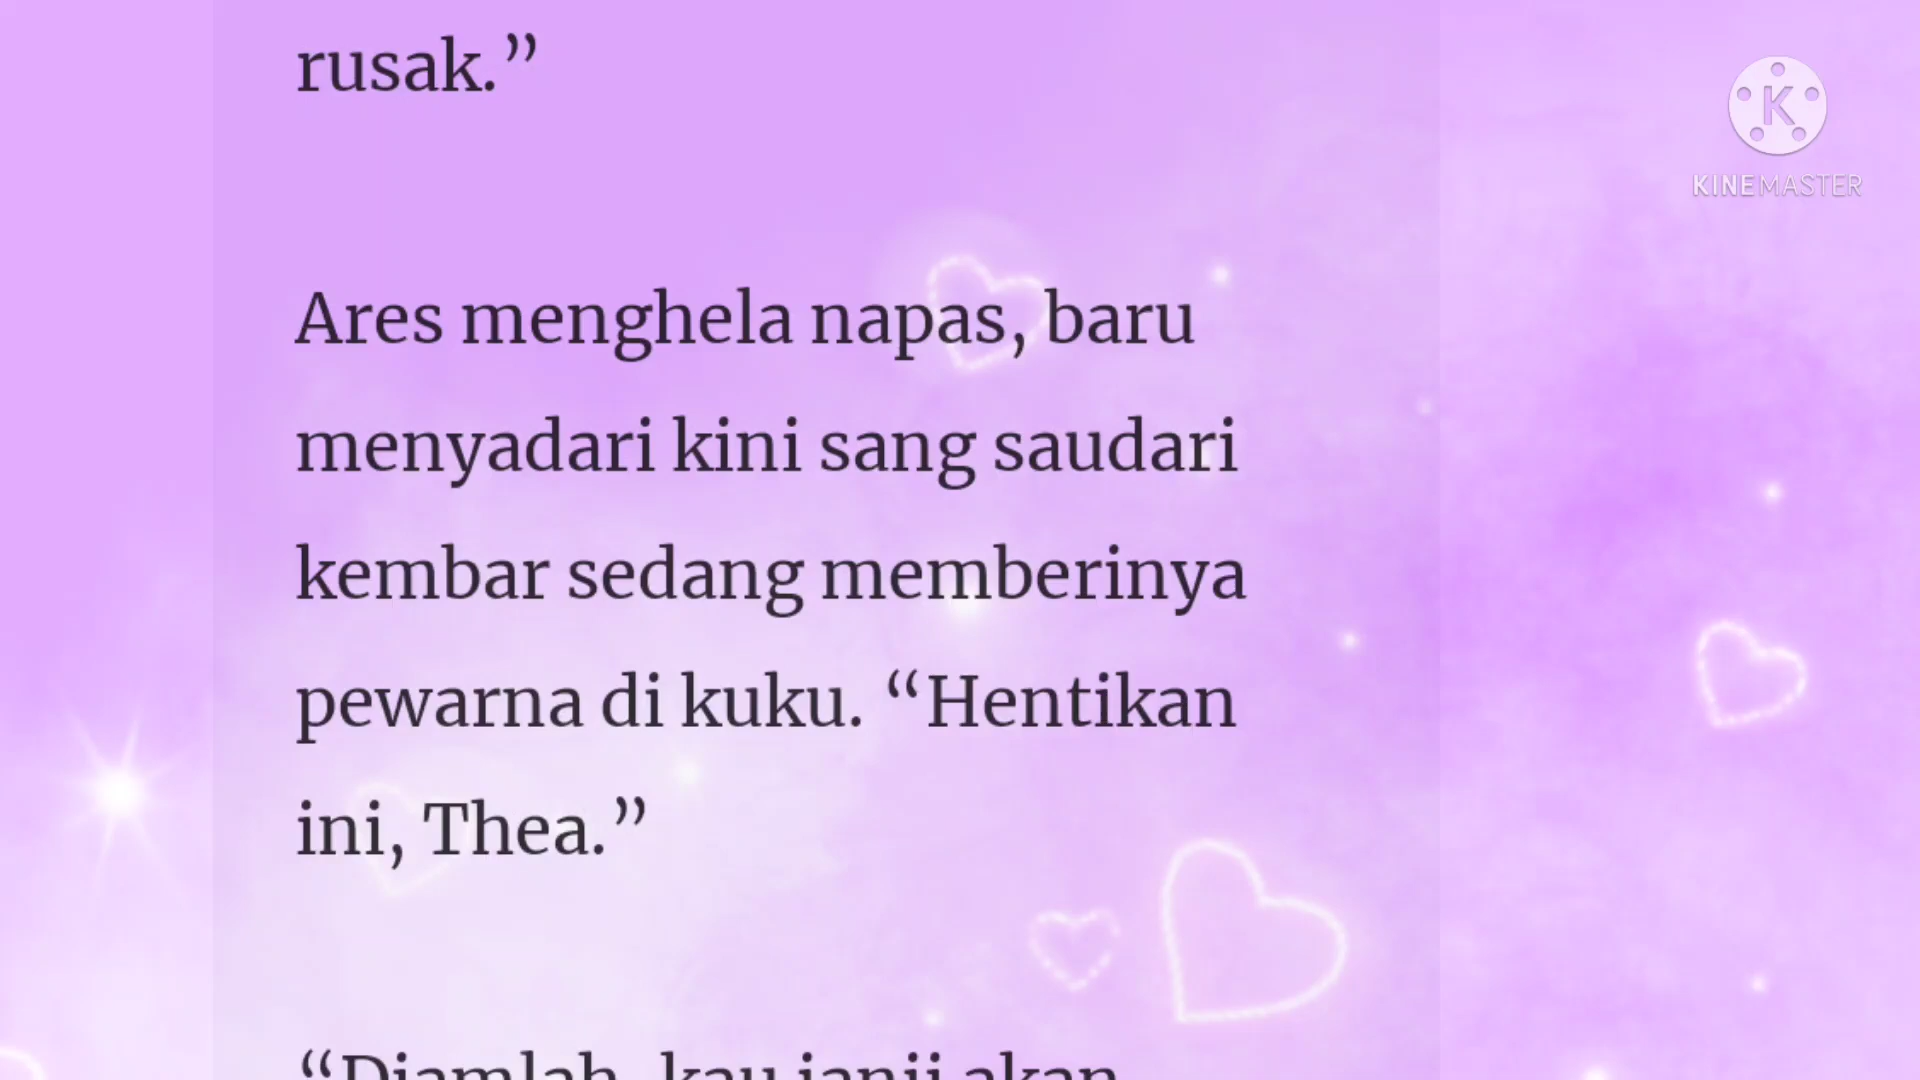 rusak.”
Ares menghela napas, baru
menyadari kini sang saudari
kembar sedang memberinya
pewarna di kuku. “Hentikan
ini, Thea.”
“Diamlah, kau janji akan
K
KINEMASTER